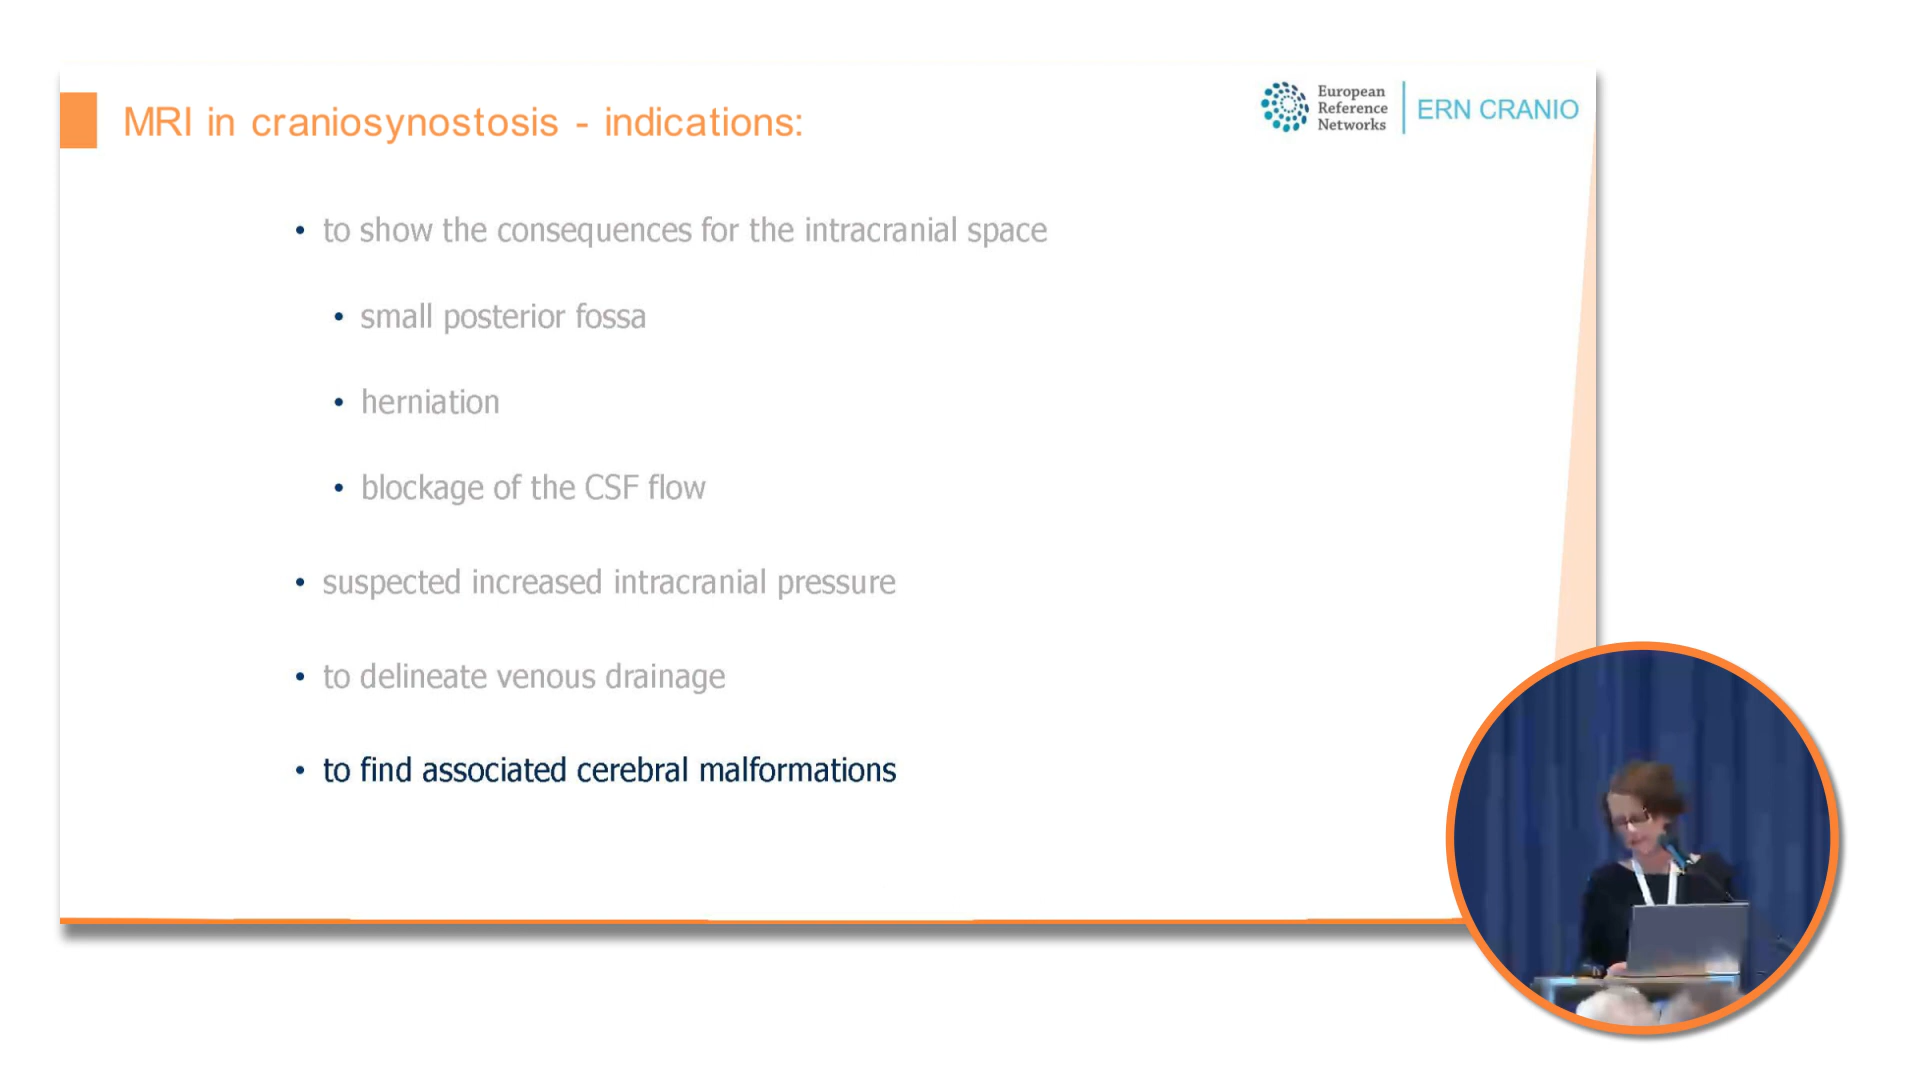 MRI in craniosynostosis - indications:
European
Reference
Networks
ERN CRANIO
• to show the consequences for the intracranial space
• small posterior fossa
• herniation
• blockage of the CSF flow
• suspected increased intracranial pressure
• to delineate venous drainage
• to find associated cerebral malformations